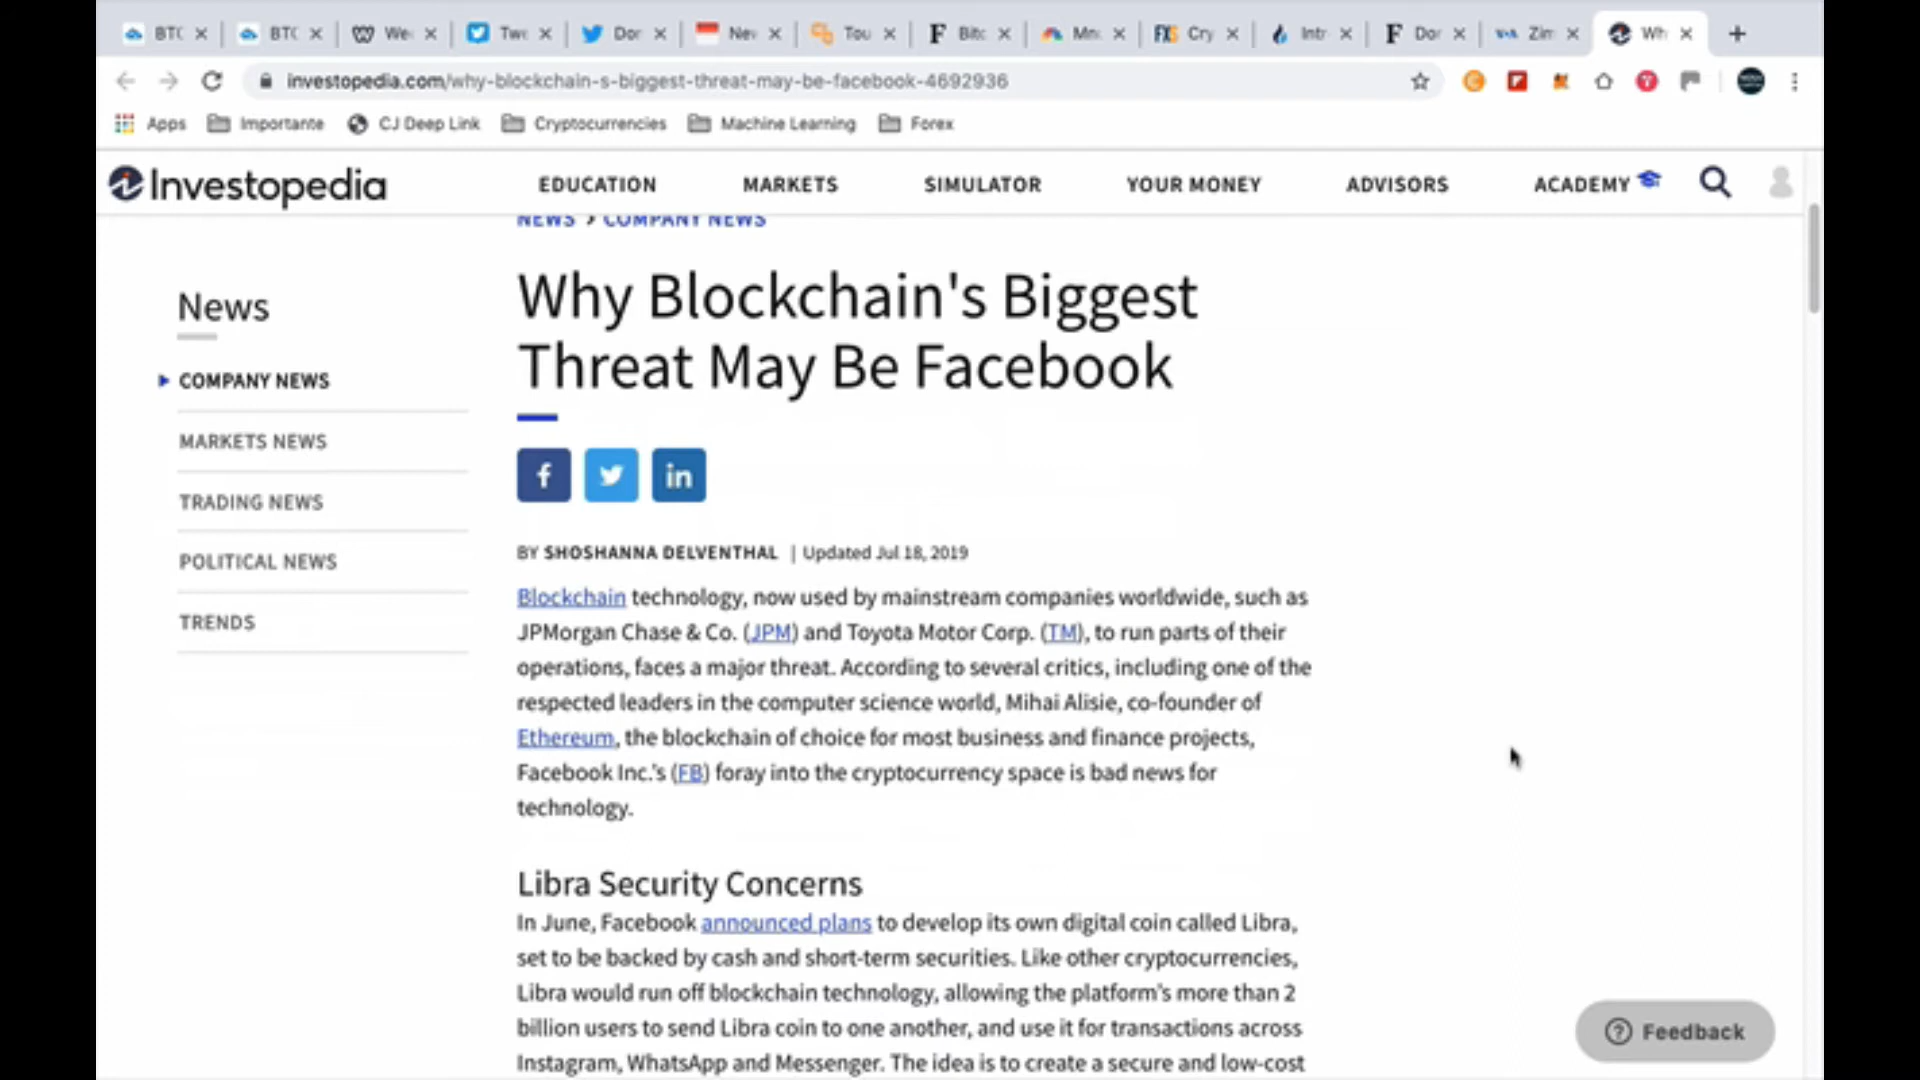 BTC
BTC
We
Twe
Dor
Nev
Tou
Bitc
Mn
Cry
Intr
Dor
Zim
Wh
investopedia.com/why-blockchain-s-biggest-threat-may-be-facebook-4692936
Apps Importante CJ Deep Link Cryptocurrencies Machine Learning Forex
Investopedia EDUCATION MARKETS SIMULATOR YOUR MONEY ADVISORS ACADEMY
NEWS > COMPANY NEWS
News
COMPANY NEWS
MARKETS NEWS
TRADING NEWS
POLITICAL NEWS
TRENDS
Why Blockchain's Biggest
Threat May Be Facebook
BY SHOSHANNA DELVENTHAL | Updated Jul 18, 2019
Blockchain technology, now used by mainstream companies worldwide, such as
JPMorgan Chase & Co. (JPM) and Toyota Motor Corp. (TM), to run parts of their
operations, faces a major threat. According to several critics, including one of the
respected leaders in the computer science world, Mihai Alisie, co-founder of
Ethereum, the blockchain of choice for most business and finance projects,
Facebook Inc.'s (FB) foray into the cryptocurrency space is bad news for
technology.
Libra Security Concerns
In June, Facebook announced plans to develop its own digital coin called Libra,
set to be backed by cash and short-term securities. Like other cryptocurrencies,
Libra would run off blockchain technology, allowing the platform's more than 2
billion users to send Libra coin to one another, and use it for transactions across
Instagram, WhatsApp and Messenger. The idea is to create a secure and low-cost
Feedback